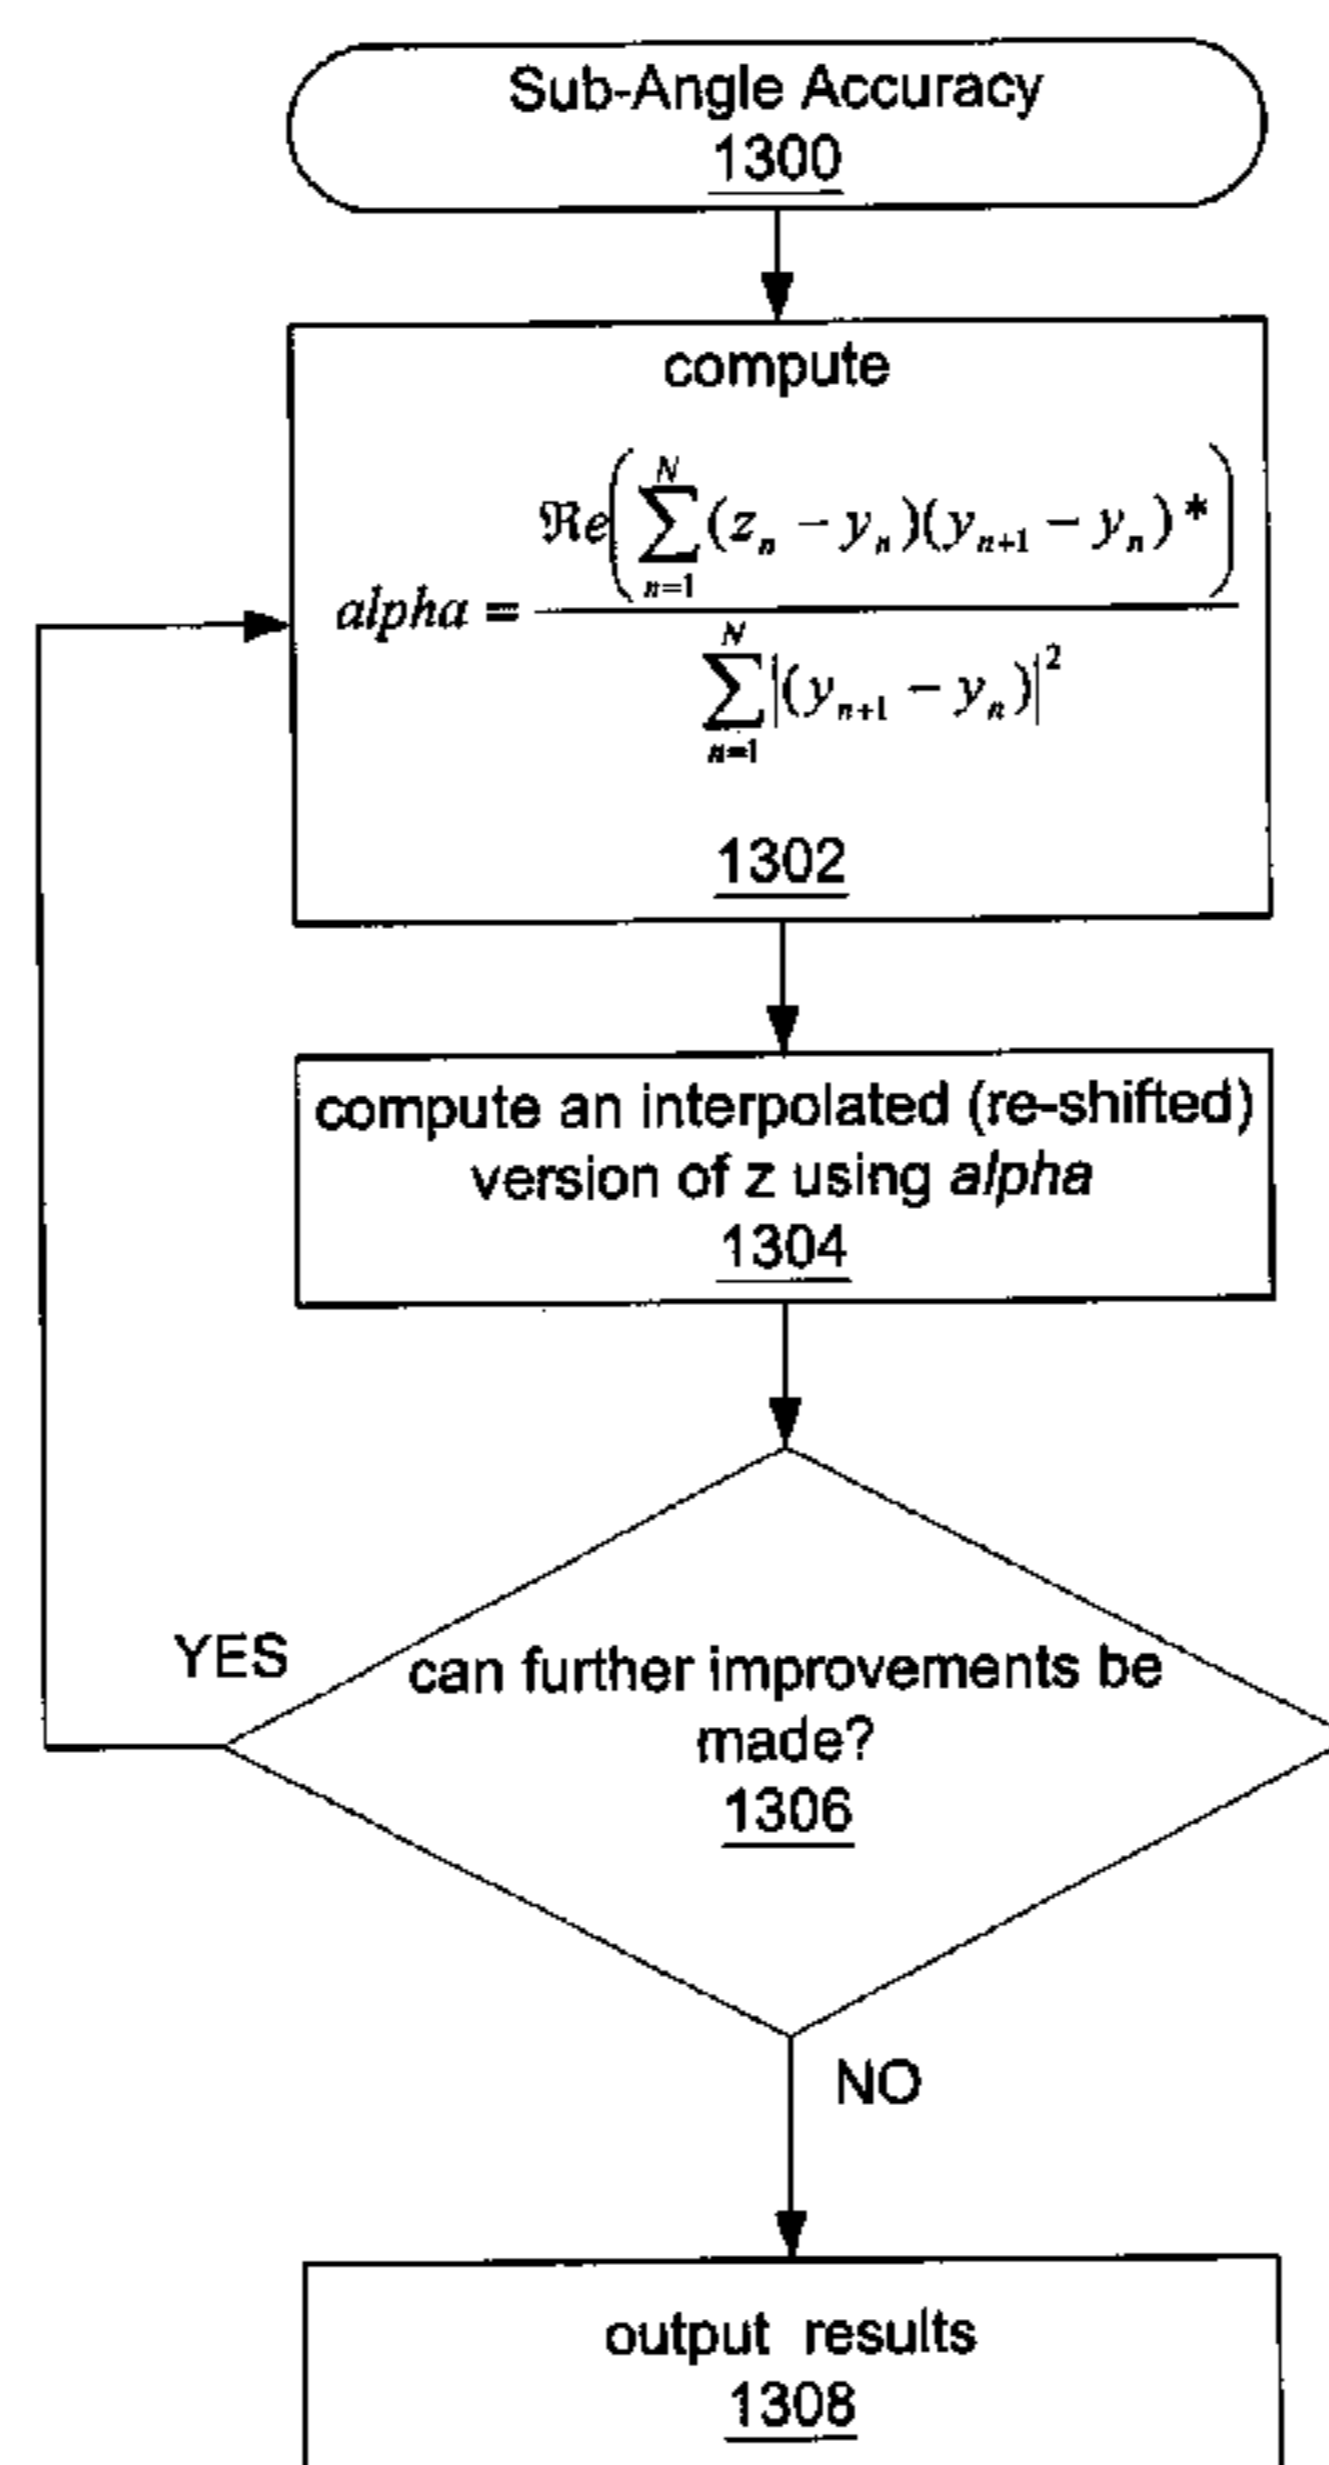 Sub-Angle Accuracy
1300
compute
alpha = ℜe(∑_{n=1}^{N} (z_n − y_n)(y_{n+1} − y_n)*) / ∑_{n=1}^{N} |(y_{n+1} − y_n)|^2
1302
compute an interpolated (re-shifted)
version of z using alpha
1304
YES
can further improvements be
made?
1306
NO
output results
1308